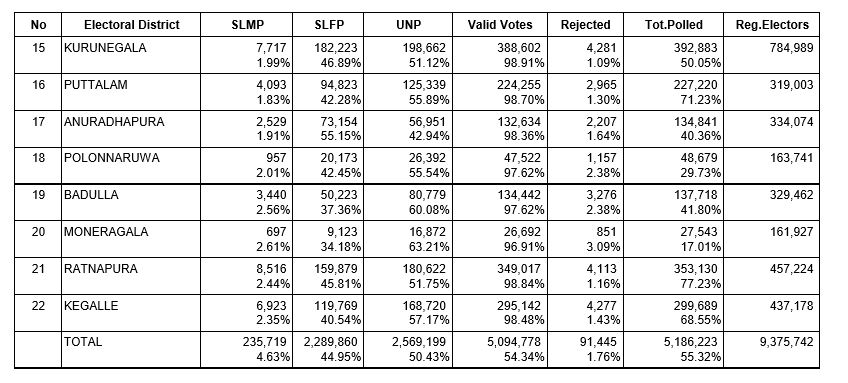 No Electoral District SLMP SLFP UNP Valid Votes Rejected Tot.Polled Reg.Electors
15 KURUNEGALA 7,717 182,223 198,662 388,602 4,281 392,883 784,989
1.99% 46.89% 51.12% 98.91% 1.09% 50.05%
16 PUTTALAM 4,093 94,823 125,339 224,255 2,965 227,220 319,003
1.83% 42.28% 55.89% 98.70% 1.30% 71.23%
17 ANURADHAPURA 2,529 73,154 56,951 132,634 2,207 134,841 334,074
1.91% 55.15% 42.94% 98.36% 1.64% 40.36%
18 POLONNARUWA 957 20,173 26,392 47,522 1,157 48,679 163,741
2.01% 42.45% 55.54% 97.62% 2.38% 29.73%
19 BADULLA 3,440 50,223 80,779 134,442 3,276 137,718 329,462
2.56% 37.36% 60.08% 97.62% 2.38% 41.80%
20 MONERAGALA 697 9,123 16,872 26,692 851 27,543 161,927
2.61% 34.18% 63.21% 96.91% 3.09% 17.01%
21 RATNAPURA 8,516 159,879 180,622 349,017 4,113 353,130 457,224
2.44% 45.81% 51.75% 98.84% 1.16% 77.23%
22 KEGALLE 6,923 119,769 168,720 295,142 4,277 299,689 437,178
2.35% 40.54% 57.17% 98.48% 1.43% 68.55%
TOTAL 235,719 2,289,860 2,569,199 5,094,778 91,445 5,186,223 9,375,742
4.63% 44.95% 50.43% 54.34% 1.76% 55.32%